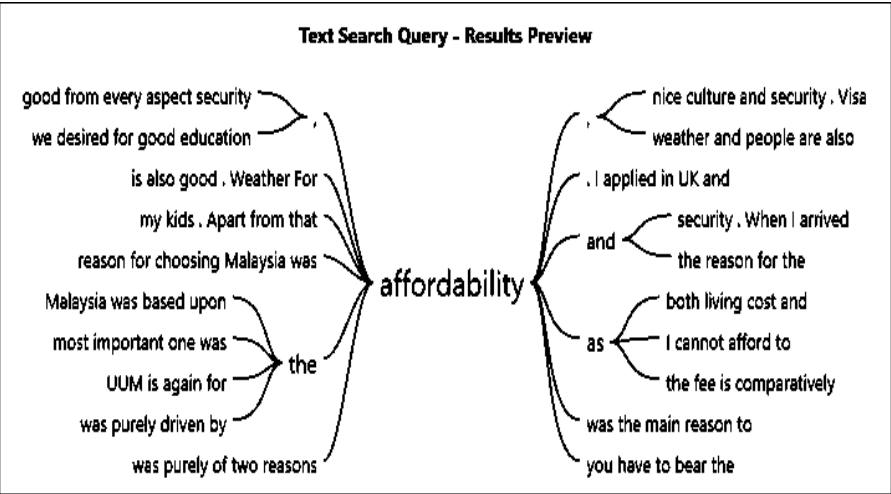 Text Search Query - Results Preview
good from every aspect security
we desired for good education
,
is also good . Weather For
my kids . Apart from that
reason for choosing Malaysia was
Malaysia was based upon
most important one was
UUM is again for
was purely driven by
the
was purely of two reasons
affordability
,
nice culture and security . Visa
weather and people are also
. I applied in UK and
and
security . When I arrived
the reason for the
as
both living cost and
I cannot afford to
the fee is comparatively
was the main reason to
you have to bear the